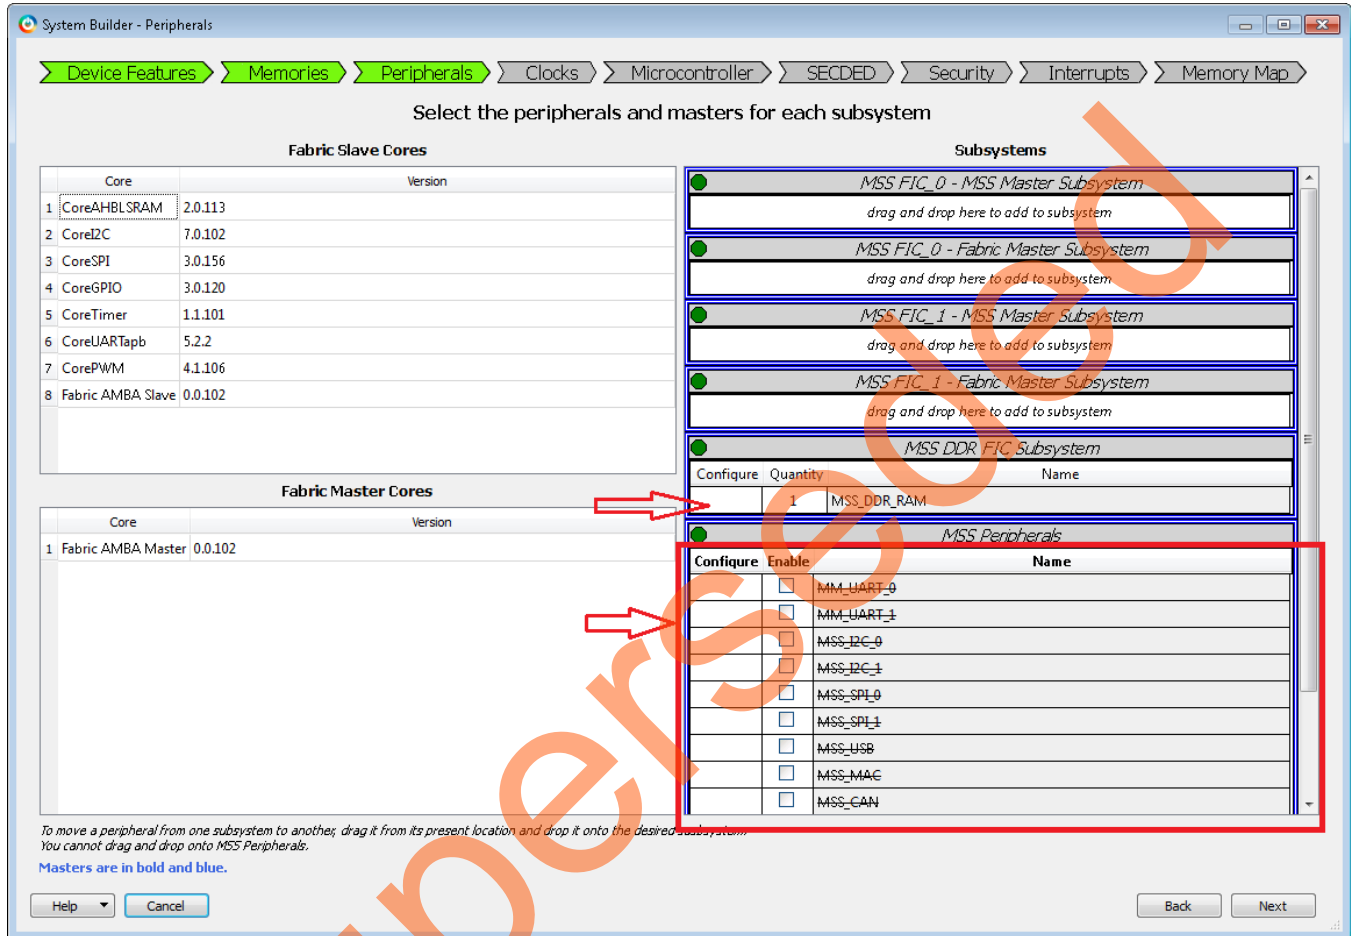 System Builder - Peripherals
Device Features Memories Peripherals Clocks Microcontroller SECDED Security Interrupts Memory Map
Select the peripherals and masters for each subsystem
Fabric Slave Cores
Core Version
1 CoreAHBLSRAM 2.0.113
2 CoreI2C 7.0.102
3 CoreSPI 3.0.156
4 CoreGPIO 3.0.120
5 CoreTimer 1.1.101
6 CoreUARTapb 5.2.2
7 CorePWM 4.1.106
8 Fabric AMBA Slave 0.0.102
Fabric Master Cores
Core Version
1 Fabric AMBA Master 0.0.102
Subsystems
MSS FIC_0 - MSS Master Subsystem
drag and drop here to add to subsystem
MSS FIC_0 - Fabric Master Subsystem
drag and drop here to add to subsystem
MSS FIC_1 - MSS Master Subsystem
drag and drop here to add to subsystem
MSS FIC_1 - Fabric Master Subsystem
drag and drop here to add to subsystem
MSS DDR FIC Subsystem
Configure Quantity Name
1 MSS_DDR_RAM
MSS Peripherals
Configure Enable Name
MM_UART_0
MM_UART_1
MSS_I2C_0
MSS_I2C_1
MSS_SPI_0
MSS_SPI_1
MSS_USB
MSS_MAC
MSS_CAN
To move a peripheral from one subsystem to another, drag it from its present location and drop it onto the desired subsystem.
You cannot drag and drop onto MSS Peripherals.
Masters are in bold and blue.
Help Cancel Back Next
perseded